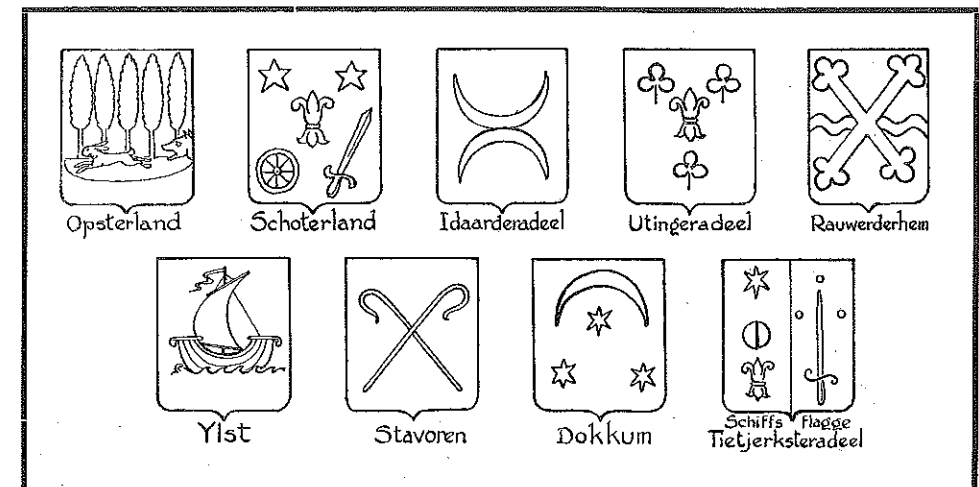 Opsterland
Schoterland
Idaarderadeel
Utingeradeel
Rauwerderhem
Ylst
Stavoren
Dokkum
Schiffs Flagge
Tietjerksteradeel